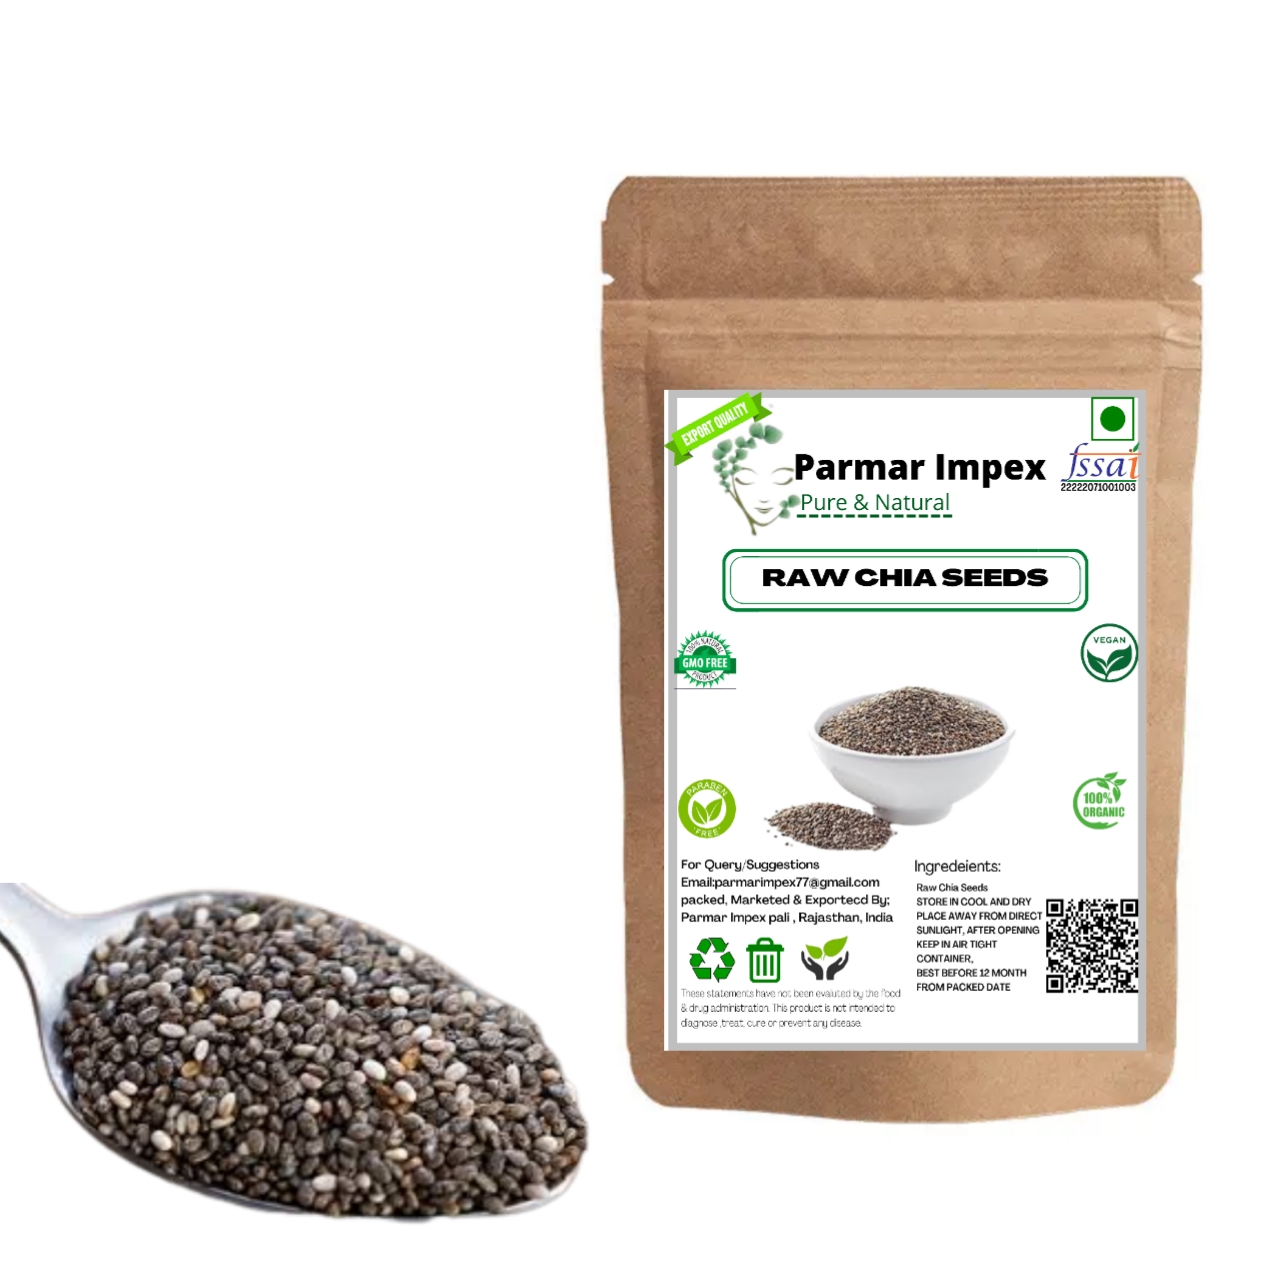 EXPORT QUALITY
Parmar Impex
Pure & Natural
fssai
22222071001003
RAW CHIA SEEDS
100% NATURAL
GMO FREE
PRODUCT
VEGAN
PARABEN
FREE
100%
ORGANIC
For Query/Suggestions
Email:parmarimpex77@gmail.com
packed, Marketed & Exportecd By;
Parmar Impex pali , Rajasthan, India
These statements have not been evaluted by the food
& drug administration. This product is not intended to
diagnose ,treat, cure or prevent any disease.
Ingredeients:
Raw Chia Seeds
STORE IN COOL AND DRY
PLACE AWAY FROM DIRECT
SUNLIGHT, AFTER OPENING
KEEP IN AIR TIGHT
CONTAINER,
BEST BEFORE 12 MONTH
FROM PACKED DATE